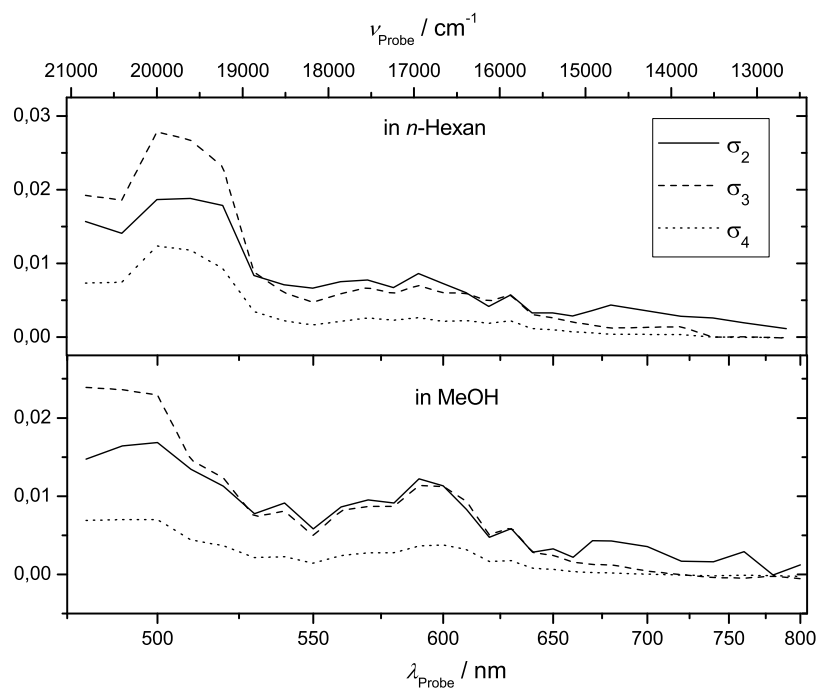 ν_Probe / cm⁻¹
21000 20000 19000 18000 17000 16000 15000 14000 13000
0,03
0,02
0,01
0,00
in n-Hexan
σ₂
σ₃
σ₄
0,02
0,01
0,00
in MeOH
500 550 600 650 700 750 800
λ_Probe / nm